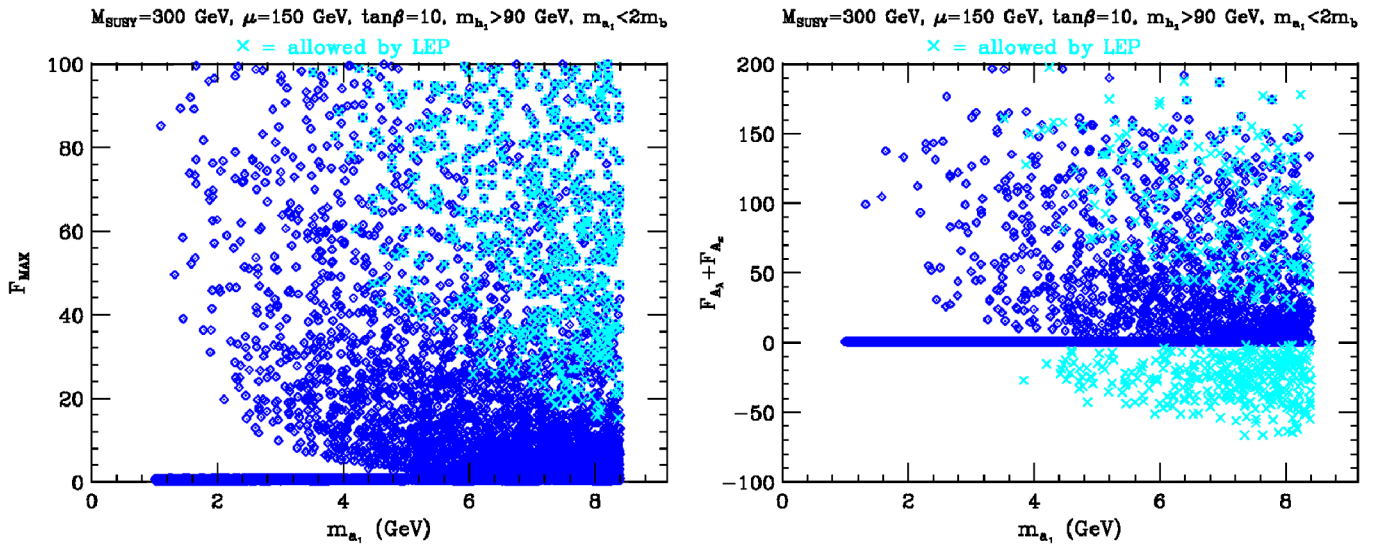 M_SUSY=300 GeV, μ=150 GeV, tanβ=10, m_h₁>90 GeV, m_a₁<2m_b
× = allowed by LEP
100
80
60
40
20
0
F_MAX
0 2 4 6 8
m_a₁ (GeV)
M_SUSY=300 GeV, μ=150 GeV, tanβ=10, m_h₁>90 GeV, m_a₁<2m_b
× = allowed by LEP
200
150
100
50
0
−50
−100
F_A_λ+F_A_κ
0 2 4 6 8
m_a₁ (GeV)